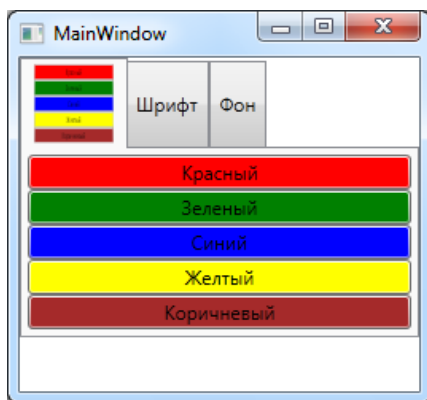 MainWindow
Шрифт Фон
Красный
Зеленый
Синий
Желтый
Коричневый